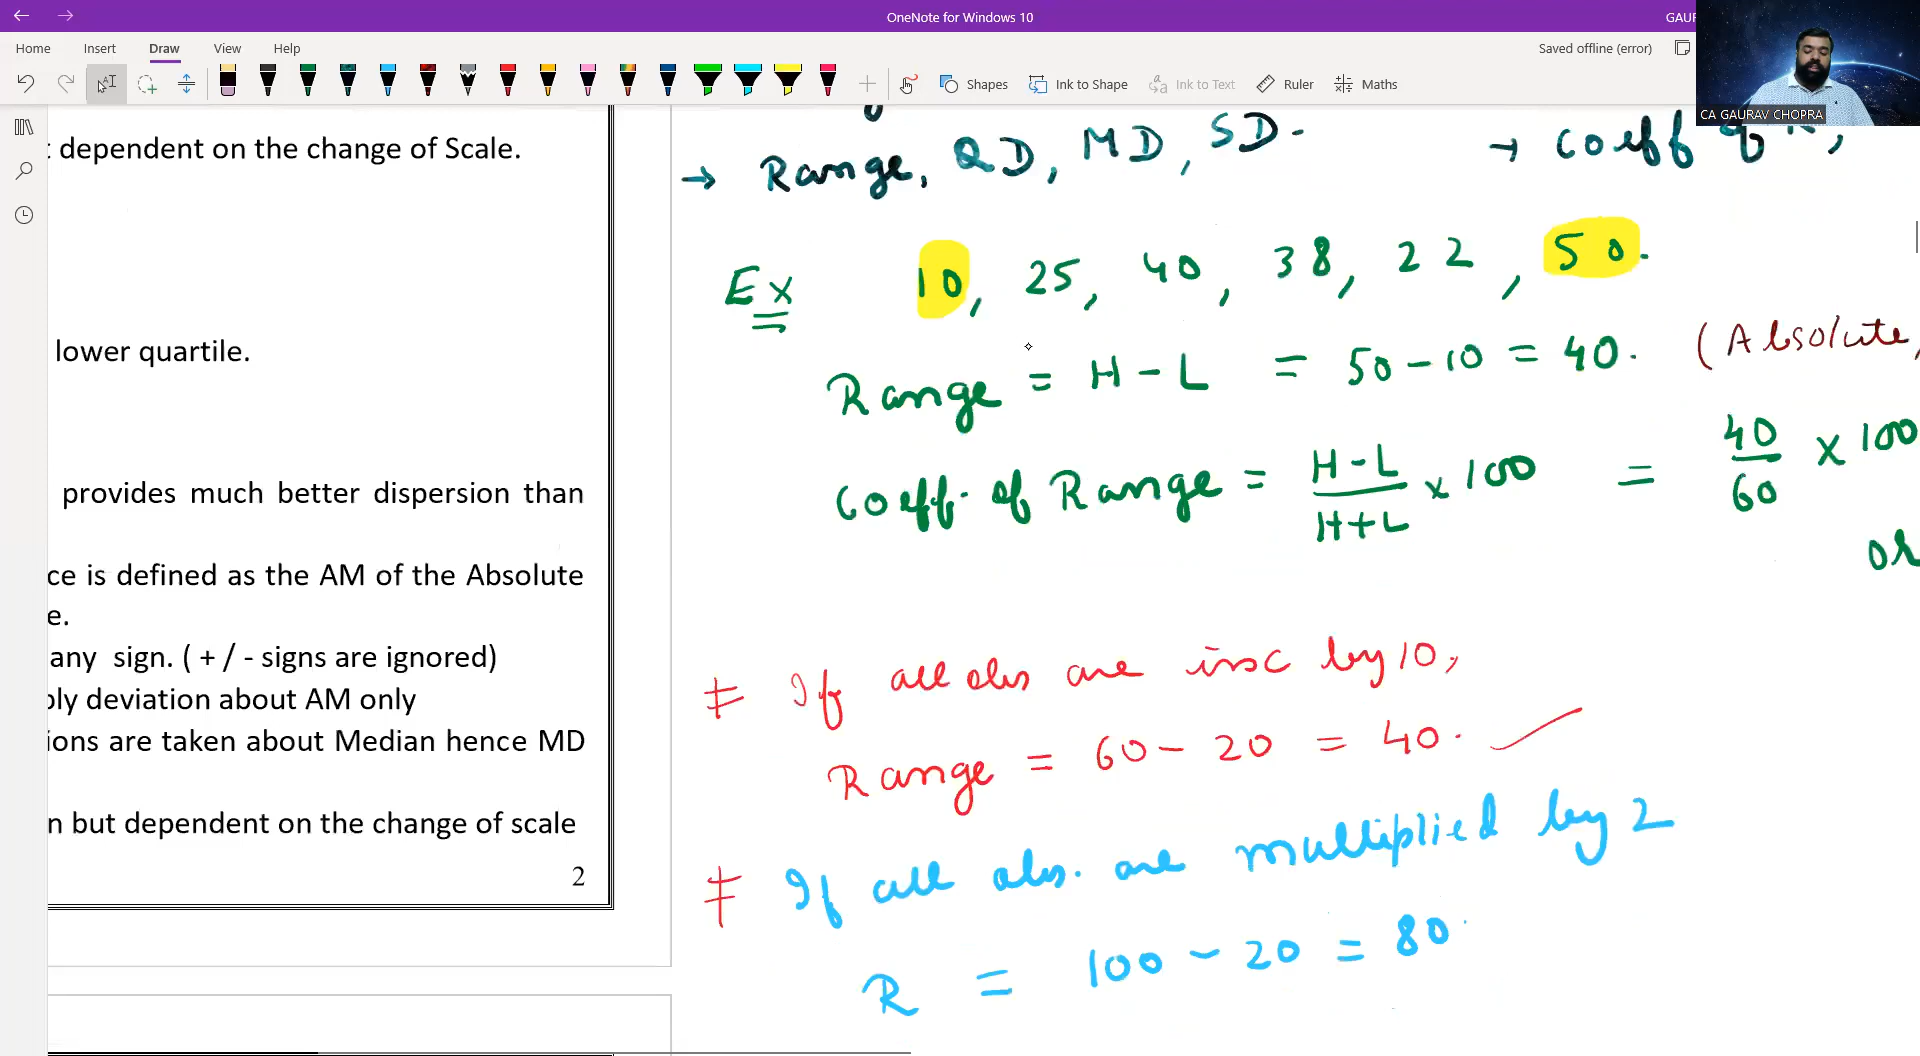 OneNote for Windows 10
GAUR
Home Insert Draw View Help
Saved offline (error)
Shapes Ink to Shape Ink to Text Ruler Maths
CA GAURAV CHOPRA
dependent on the change of Scale.
lower quartile.
provides much better dispersion than
ce is defined as the AM of the Absolute
e.
any sign. ( + / - signs are ignored)
ply deviation about AM only
ions are taken about Median hence MD
n but dependent on the change of scale
2
→ Range, QD, MD, SD.
→ Coeff of R,
Ex 10, 25, 40, 38, 22, 50.
Range = H - L = 50 - 10 = 40. (Absolute,
Coeff. of Range = H-L / H+L × 100 = 40 / 60 × 100
or
# If all obs are insc by 10,
Range = 60 - 20 = 40.
# If all obs. are multiplied by 2
R = 100 - 20 = 80.